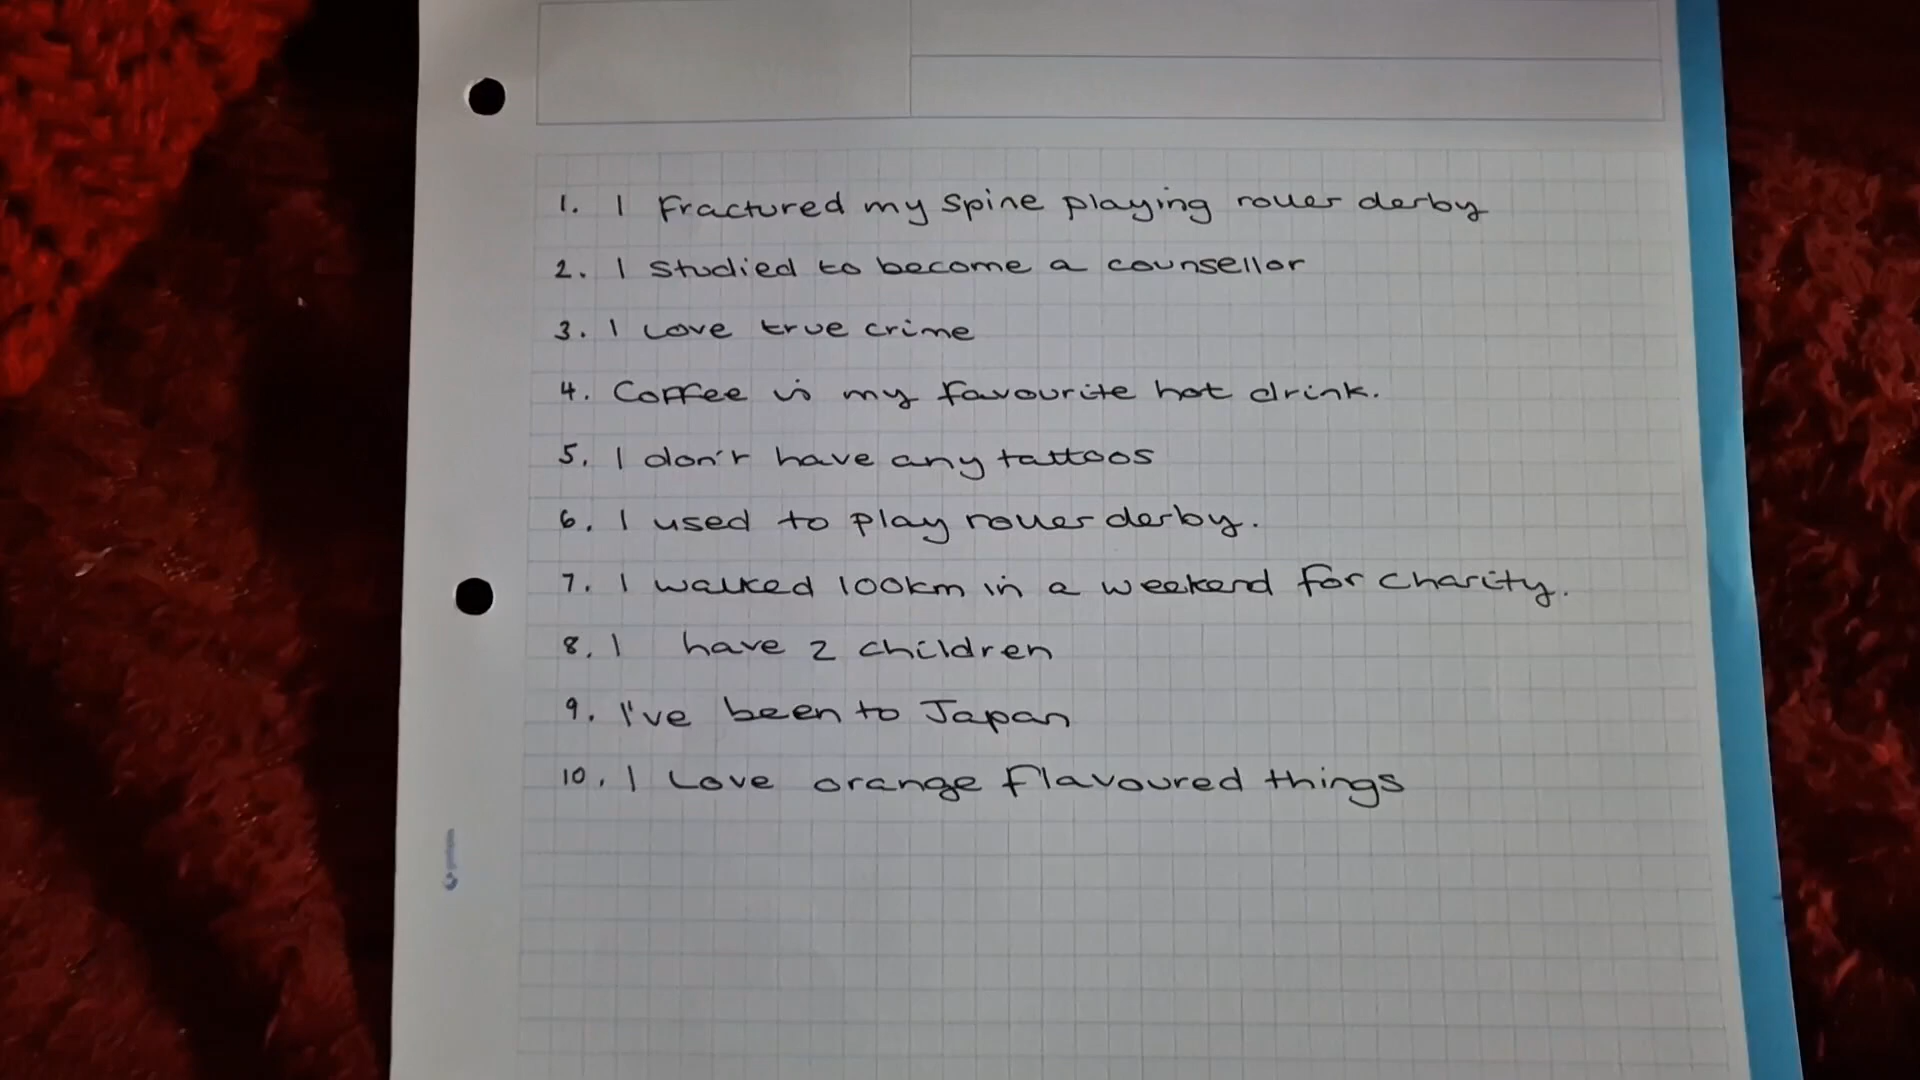 1. I Fractured my spine playing roller derby
2. I studied to become a counsellor
3. I love true crime
4. Coffee is my favourite hot drink.
5. I don't have any tattoos
6. I used to play roller derby.
7. I walked 100km in a weekend for charity.
8. I have 2 children
9. I've been to Japan
10. I love orange flavoured things